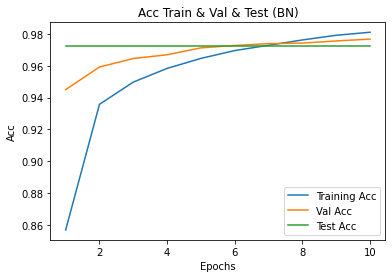 Acc Train & Val & Test (BN)
0.98
0.96
0.94
0.92
0.90
0.88
0.86
Acc
2
4
6
8
10
Epochs
Training Acc
Val Acc
Test Acc